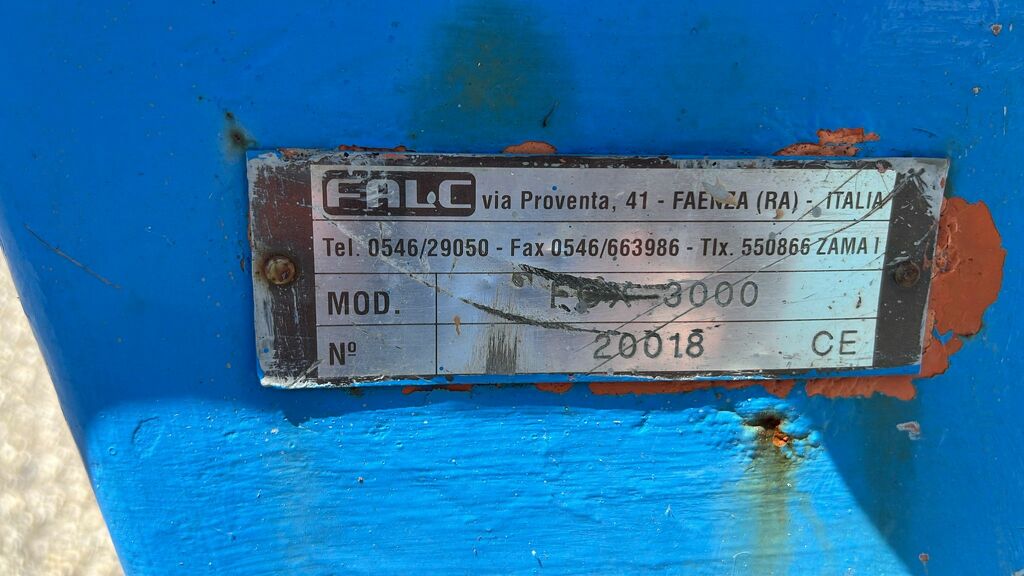 FALC via Proventa, 41 - FAENZA (RA) - ITALIA
Tel. 0546/29050 - Fax 0546/663986 - Tlx. 550866 ZAMA I
MOD. 3000
Nº 20018 CE